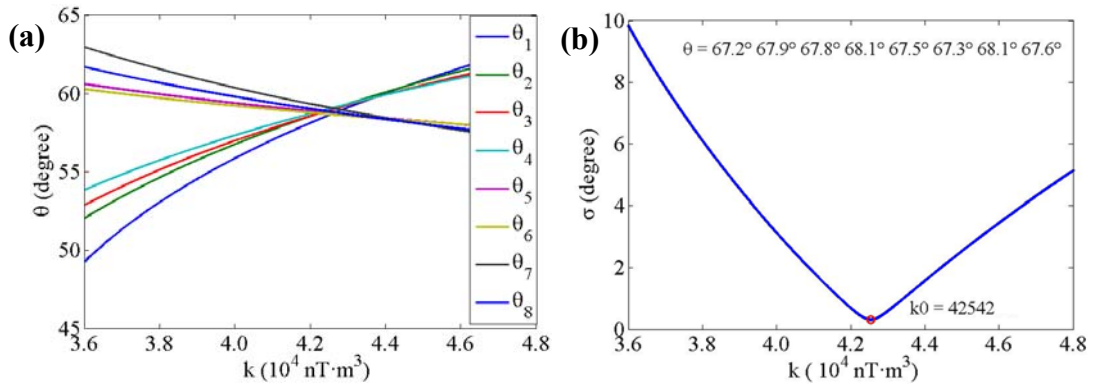 (a)
65
60
55
50
45
θ (degree)
3.6 3.8 4.0 4.2 4.4 4.6 4.8
k (10⁴ nT·m³)
θ₁
θ₂
θ₃
θ₄
θ₅
θ₆
θ₇
θ₈
(b)
10
8
6
4
2
0
σ (degree)
θ = 67.2° 67.9° 67.8° 68.1° 67.5° 67.3° 68.1° 67.6°
k0 = 42542
3.6 3.8 4.0 4.2 4.4 4.6 4.8
k ( 10⁴ nT·m³)